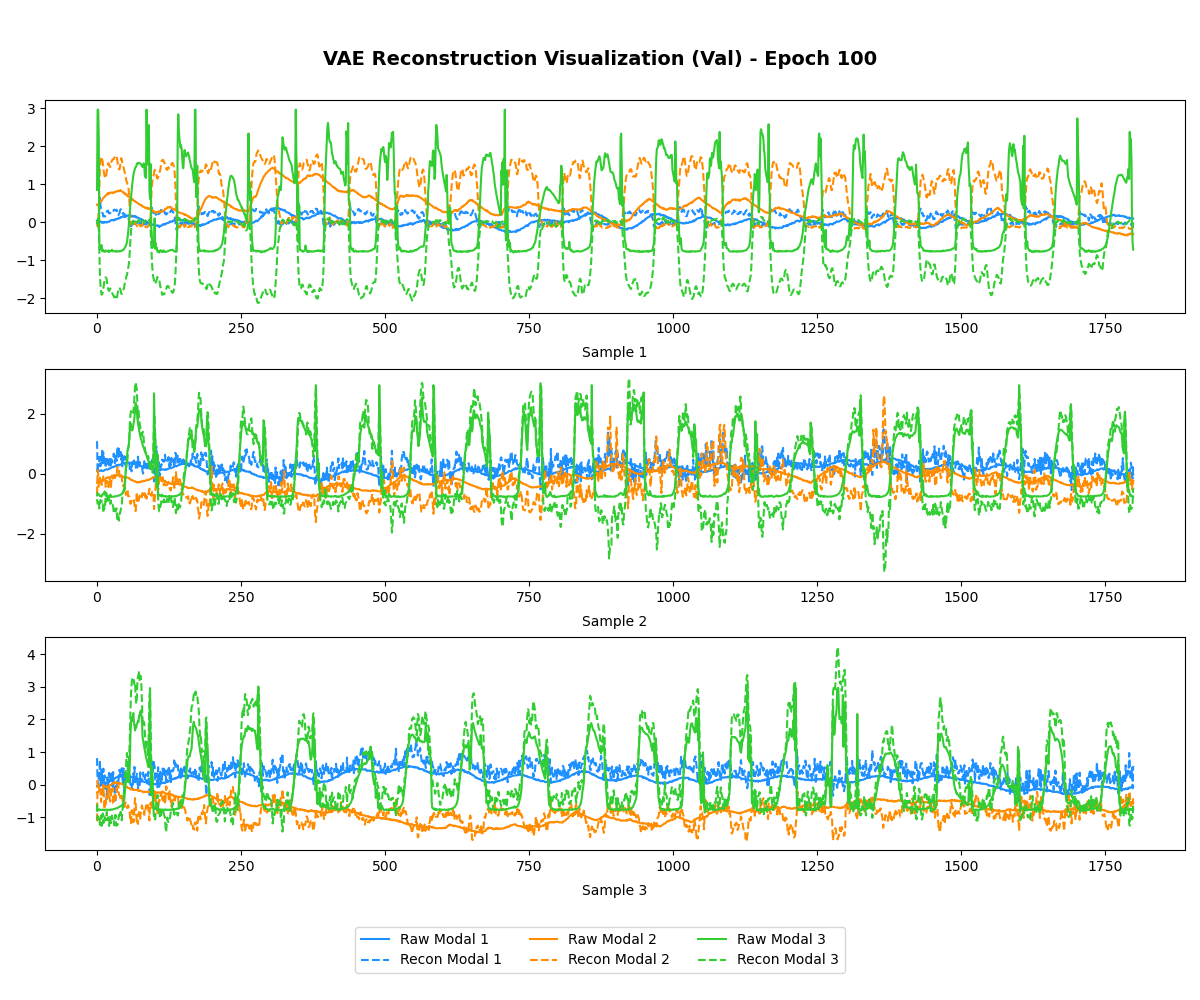 VAE Reconstruction Visualization (Val) - Epoch 100
3
2
1
0
−1
−2
0 250 500 750 1000 1250 1500 1750
Sample 1
2
0
−2
0 250 500 750 1000 1250 1500 1750
Sample 2
4
3
2
1
0
−1
0 250 500 750 1000 1250 1500 1750
Sample 3
Raw Modal 1 Raw Modal 2 Raw Modal 3
Recon Modal 1 Recon Modal 2 Recon Modal 3